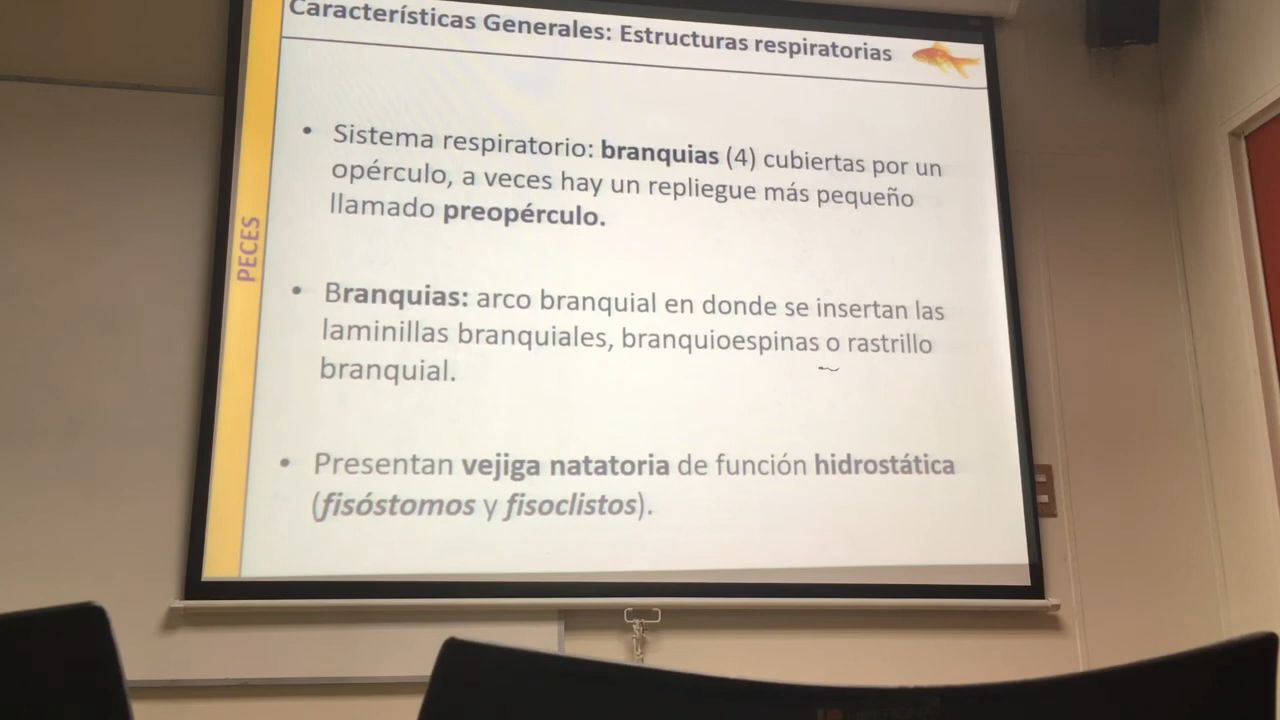 Características Generales: Estructuras respiratorias
PECES
• Sistema respiratorio: branquias (4) cubiertas por un
opérculo, a veces hay un repliegue más pequeño
llamado preopérculo.
• Branquias: arco branquial en donde se insertan las
laminillas branquiales, branquioespinas o rastrillo
branquial.
• Presentan vejiga natatoria de función hidrostática
(fisóstomos y fisoclistos).